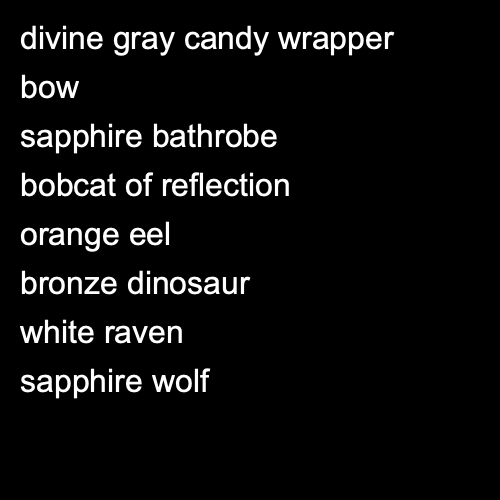 divine gray candy wrapper
bow
sapphire bathrobe
bobcat of reflection
orange eel
bronze dinosaur
white raven
sapphire wolf